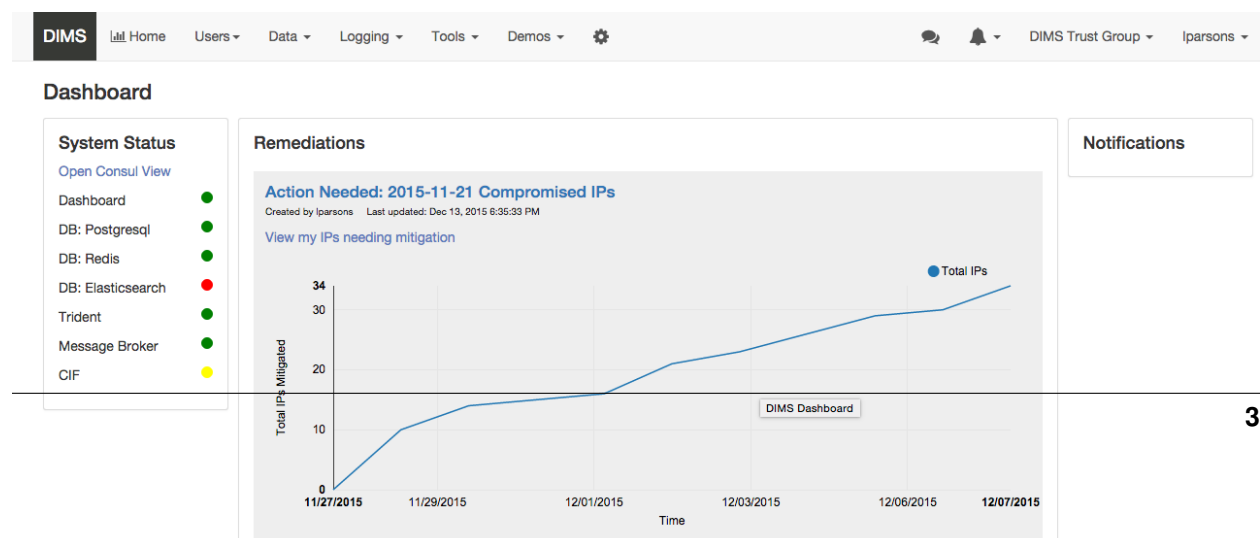 DIMS Home Users Data Logging Tools Demos DIMS Trust Group lparsons
Dashboard
System Status
Open Consul View
Dashboard
DB: Postgresql
DB: Redis
DB: Elasticsearch
Trident
Message Broker
CIF
Remediations
Action Needed: 2015-11-21 Compromised IPs
Created by lparsons Last updated: Dec 13, 2015 6:35:33 PM
View my IPs needing mitigation
Total IPs
34
30
20
10
0
Total IPs Mitigated
11/27/2015 11/29/2015 12/01/2015 12/03/2015 12/06/2015 12/07/2015
Time
DIMS Dashboard
Notifications
3